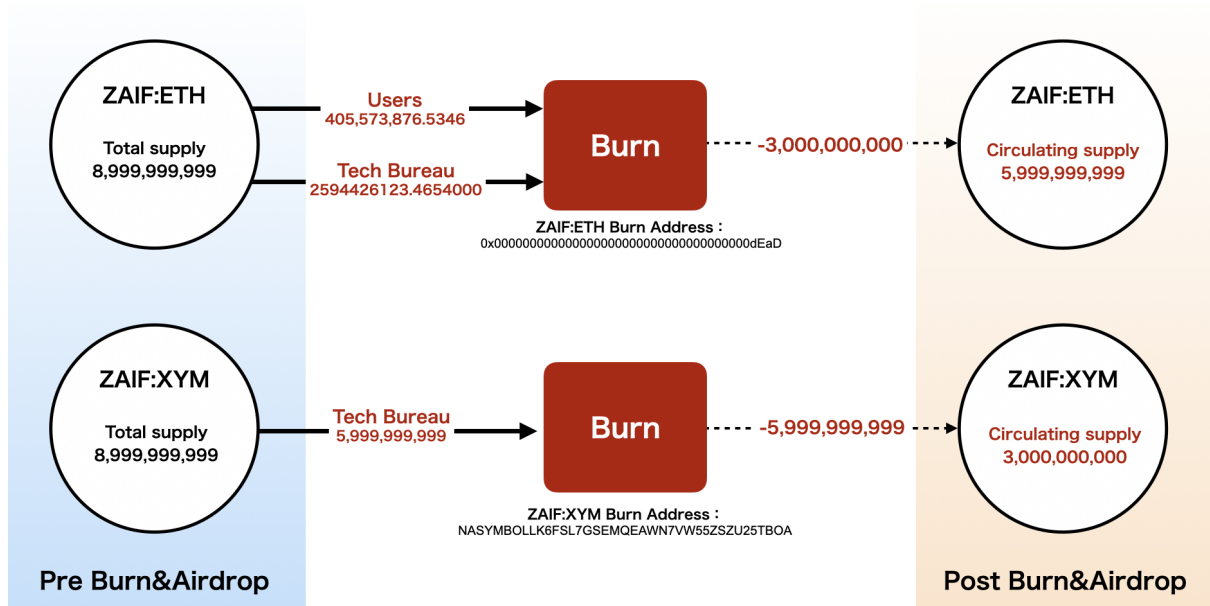 ZAIF:ETH
Total supply
8,999,999,999
Users
405,573,876.5346
Tech Bureau
2594426123.4654000
Burn
ZAIF:ETH Burn Address：
0x000000000000000000000000000000000000dEaD
-3,000,000,000
ZAIF:ETH
Circulating supply
5,999,999,999
ZAIF:XYM
Total supply
8,999,999,999
Tech Bureau
5,999,999,999
Burn
ZAIF:XYM Burn Address：
NASYMBOLLK6FSL7GSEMQEAWN7VW55ZSZU25TBOA
-5,999,999,999
ZAIF:XYM
Circulating supply
3,000,000,000
Pre Burn&Airdrop
Post Burn&Airdrop